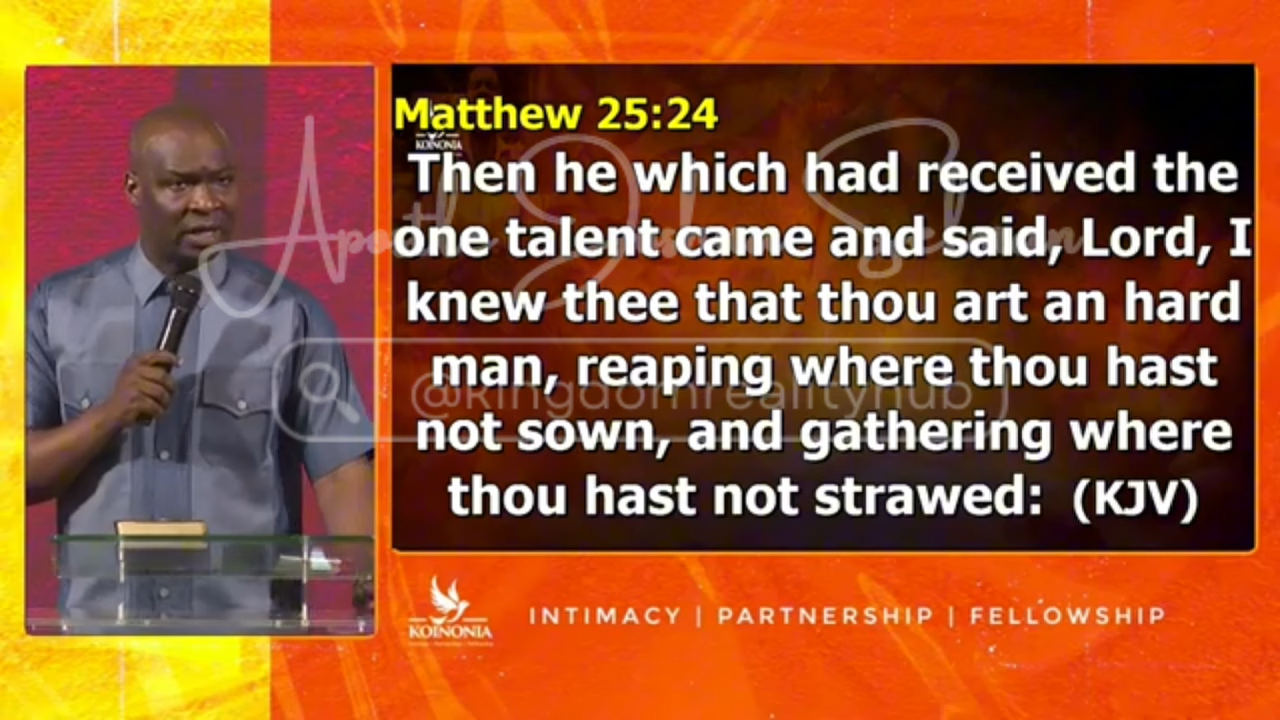 Matthew 25:24
KOINONIA
Then he which had received the
one talent came and said, Lord, I
knew thee that thou art an hard
man, reaping where thou hast
not sown, and gathering where
thou hast not strawed: (KJV)
@kingdomrealityhub
KOINONIA
INTIMACY | PARTNERSHIP | FELLOWSHIP